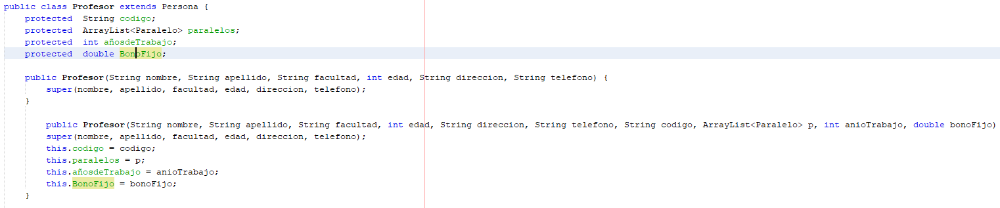 public class Profesor extends Persona {
protected  String codigo;
protected  ArrayList<Paralelo> paralelos;
protected  int añosdeTrabajo;
protected  double BonoFijo;
public Profesor(String nombre, String apellido, String facultad, int edad, String direccion, String telefono) {
super(nombre, apellido, facultad, edad, direccion, telefono);
}
public Profesor(String nombre, String apellido, String facultad, int edad, String direccion, String telefono, String codigo, ArrayList<Paralelo> p, int anioTrabajo, double bonoFijo)
super(nombre, apellido, facultad, edad, direccion, telefono);
this.codigo = codigo;
this.paralelos = p;
this.añosdeTrabajo = anioTrabajo;
this.BonoFijo = bonoFijo;
}